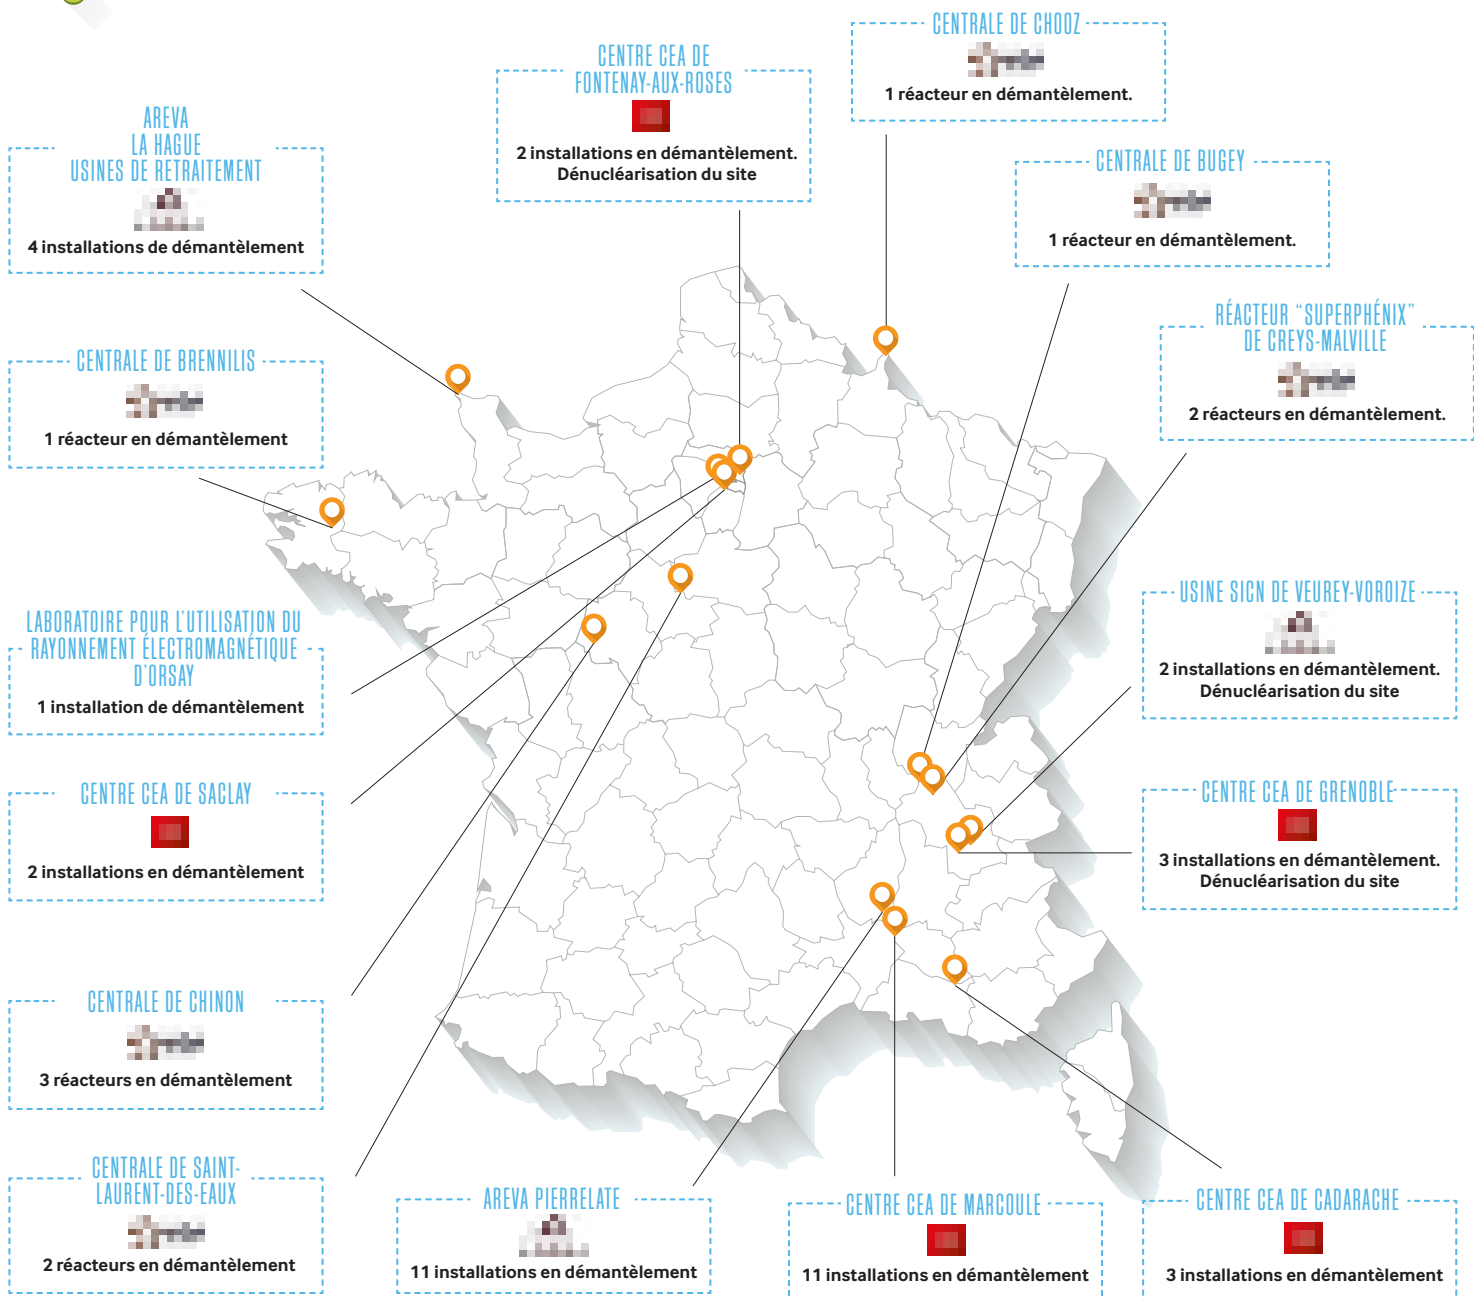 CENTRALE DE CHOOZ
1 réacteur en démantèlement.
CENTRE CEA DE
FONTENAY-AUX-ROSES
2 installations en démantèlement.
Dénucléarisation du site
AREVA
LA HAGUE
USINES DE RETRAITEMENT
4 installations de démantèlement
CENTRALE DE BUGEY
1 réacteur en démantèlement.
RÉACTEUR "SUPERPHÉNIX"
DE CREYS-MALVILLE
2 réacteurs en démantèlement.
CENTRALE DE BRENNILIS
1 réacteur en démantèlement
USINE SICN DE VEUREY-VOROIZE
2 installations en démantèlement.
Dénucléarisation du site
LABORATOIRE POUR L'UTILISATION DU
RAYONNEMENT ÉLECTROMAGNÉTIQUE
D'ORSAY
1 installation de démantèlement
CENTRE CEA DE SACLAY
2 installations en démantèlement
CENTRE CEA DE GRENOBLE
3 installations en démantèlement.
Dénucléarisation du site
CENTRALE DE CHINON
3 réacteurs en démantèlement
CENTRALE DE SAINT-
LAURENT-DES-EAUX
2 réacteurs en démantèlement
AREVA PIERRELATE
11 installations en démantèlement
CENTRE CEA DE MARCOULE
11 installations en démantèlement
CENTRE CEA DE CADARACHE
3 installations en démantèlement